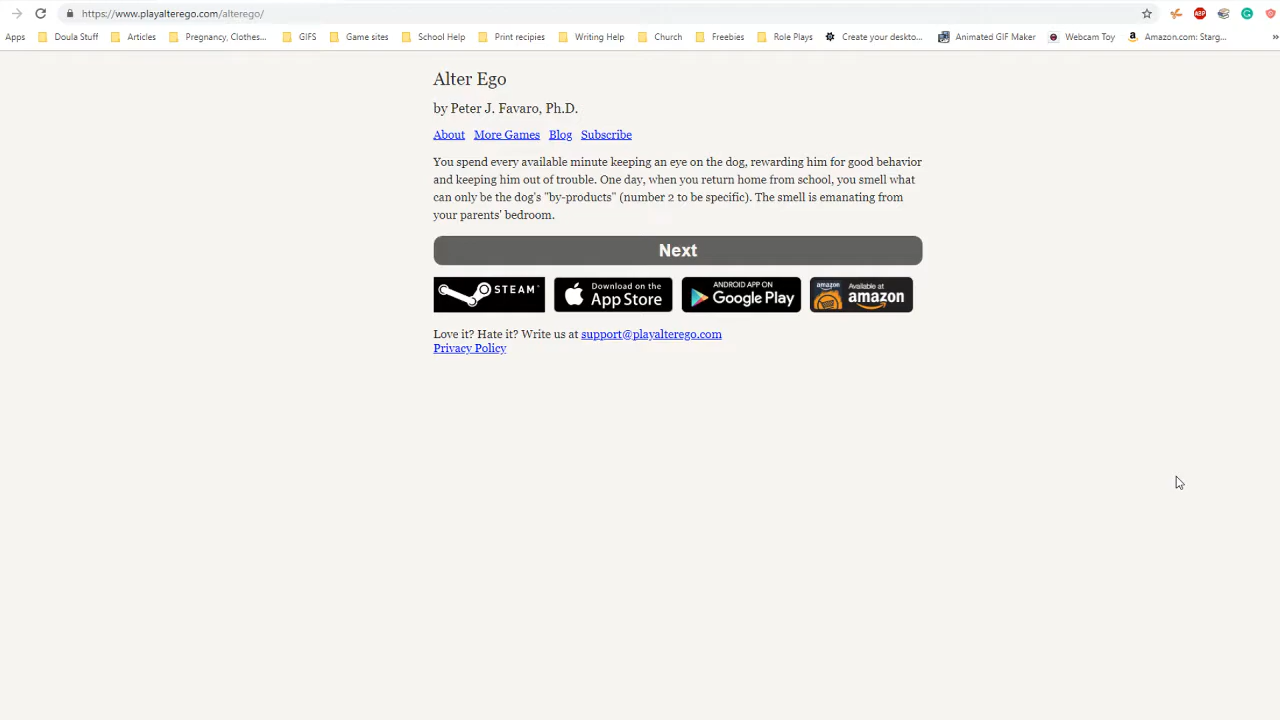 https://www.playalterego.com/alterego/
Apps Doula Stuff Articles Pregnancy, Clothes... GIFS Game sites School Help Print recipies Writing Help Church Freebies Role Plays Create your deskto... Animated GIF Maker Webcam Toy Amazon.com: Starg... »
Alter Ego
by Peter J. Favaro, Ph.D.
About More Games Blog Subscribe
You spend every available minute keeping an eye on the dog, rewarding him for good behavior
and keeping him out of trouble. One day, when you return home from school, you smell what
can only be the dog's "by-products" (number 2 to be specific). The smell is emanating from
your parents' bedroom.
Next
STEAM
Download on the
App Store
ANDROID APP ON
Google Play
amazon
Available at
amazon
Love it? Hate it? Write us at support@playalterego.com
Privacy Policy